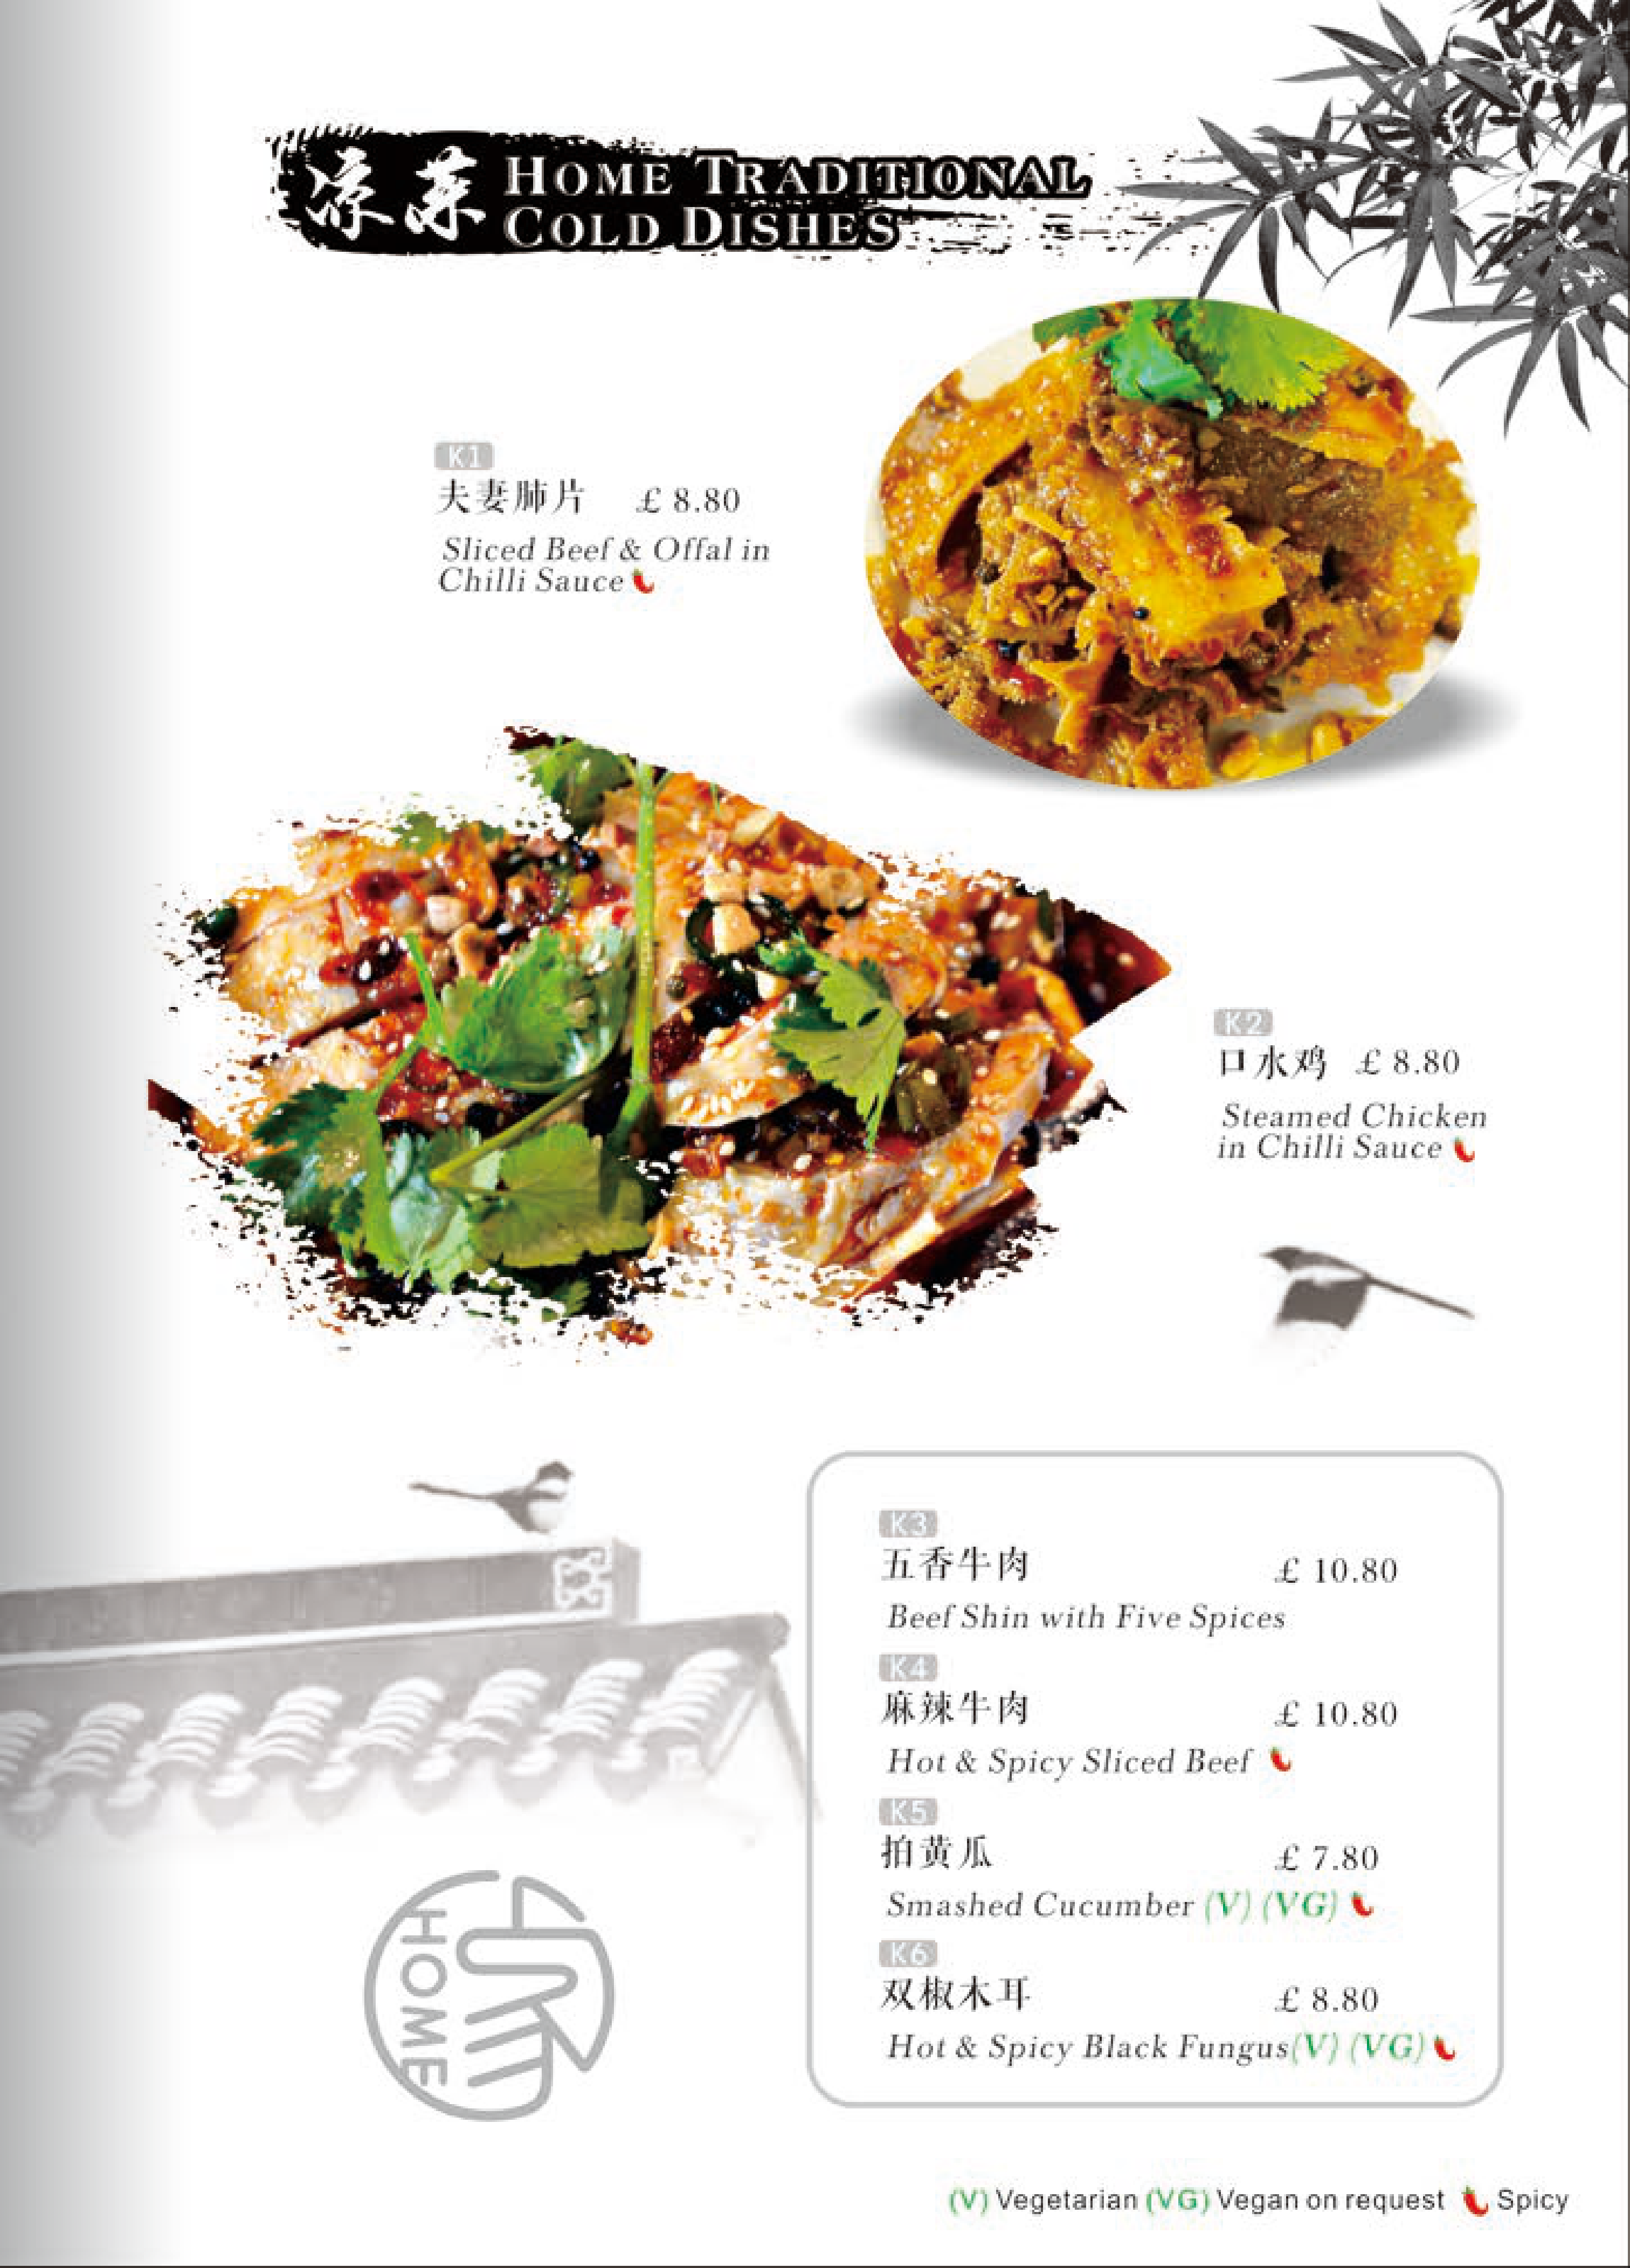 凉菜
HOME TRADITIONAL
COLD DISHES
K1
夫妻肺片 £ 8.80
Sliced Beef & Offal in
Chilli Sauce
K2
口水鸡 £ 8.80
Steamed Chicken
in Chilli Sauce
K3
五香牛肉 £ 10.80
Beef Shin with Five Spices
K4
麻辣牛肉 £ 10.80
Hot & Spicy Sliced Beef
K5
拍黄瓜 £ 7.80
Smashed Cucumber (V) (VG)
K6
双椒木耳 £ 8.80
Hot & Spicy Black Fungus(V) (VG)
HOME
(V) Vegetarian (VG) Vegan on request Spicy